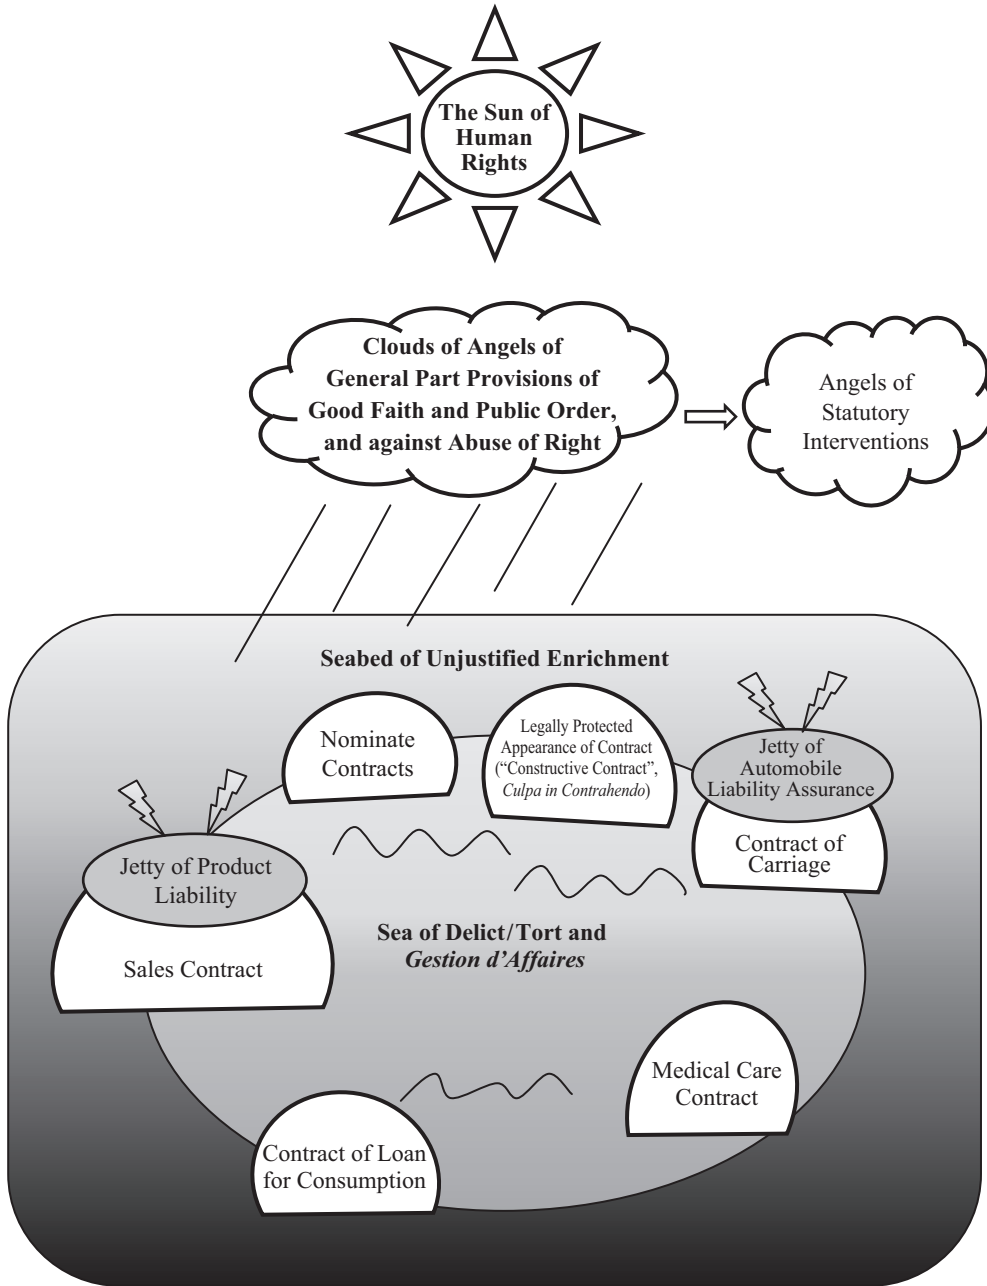 The Sun of
Human
Rights
Clouds of Angels of
General Part Provisions of
Good Faith and Public Order,
and against Abuse of Right
Angels of
Statutory
Interventions
Seabed of Unjustified Enrichment
Nominate
Contracts
Legally Protected
Appearance of Contract
(“Constructive Contract”,
Culpa in Contrahendo)
Jetty of
Automobile
Liability Assurance
Contract of
Carriage
Jetty of Product
Liability
Sales Contract
Sea of Delict/Tort and
Gestion d’Affaires
Medical Care
Contract
Contract of Loan
for Consumption